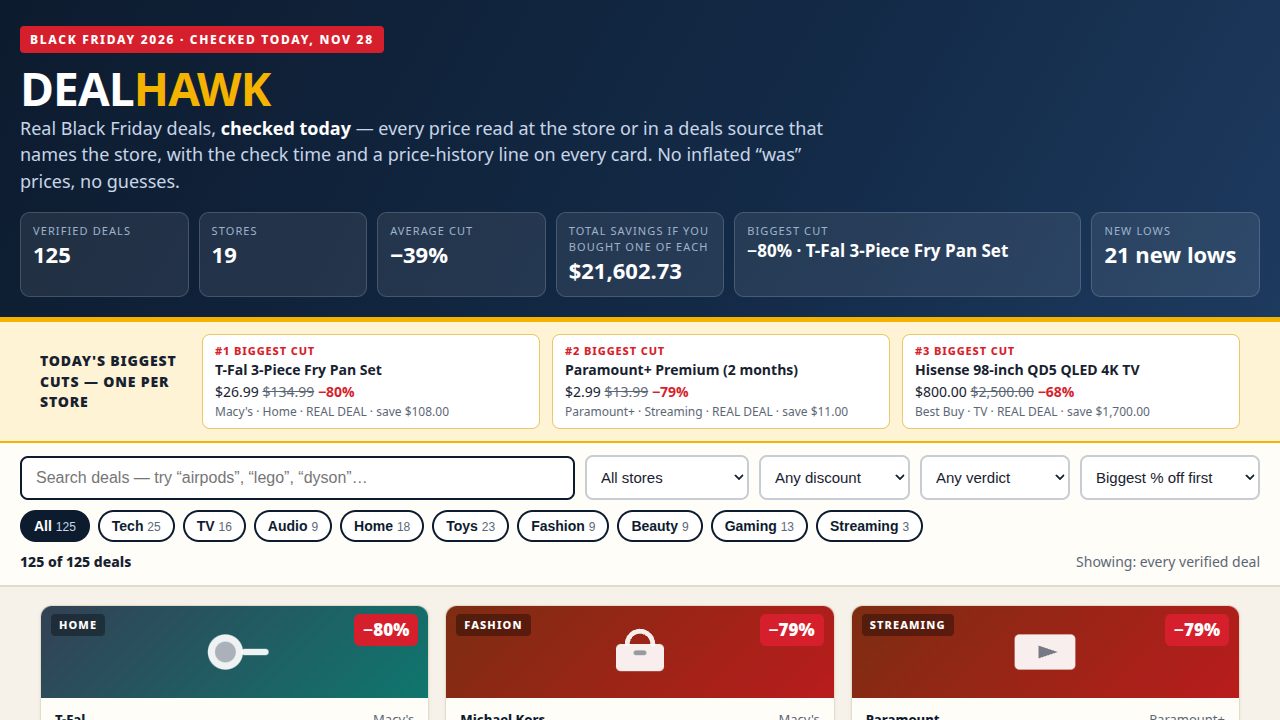 BLACK FRIDAY 2026 · CHECKED TODAY, NOV 28
DEALHAWK
Real Black Friday deals, checked today — every price read at the store or in a deals source that
names the store, with the check time and a price-history line on every card. No inflated “was”
prices, no guesses.
VERIFIED DEALS
125
STORES
19
AVERAGE CUT
−39%
TOTAL SAVINGS IF YOU
BOUGHT ONE OF EACH
$21,602.73
BIGGEST CUT
−80% · T-Fal 3-Piece Fry Pan Set
NEW LOWS
21 new lows
TODAY'S BIGGEST
CUTS — ONE PER
STORE
#1 BIGGEST CUT
T-Fal 3-Piece Fry Pan Set
$26.99 $134.99 −80%
Macy's · Home · REAL DEAL · save $108.00
#2 BIGGEST CUT
Paramount+ Premium (2 months)
$2.99 $13.99 −79%
Paramount+ · Streaming · REAL DEAL · save $11.00
#3 BIGGEST CUT
Hisense 98-inch QD5 QLED 4K TV
$800.00 $2,500.00 −68%
Best Buy · TV · REAL DEAL · save $1,700.00
Search deals — try “airpods”, “lego”, “dyson”…
All stores
Any discount
Any verdict
Biggest % off first
All 125
Tech 25
TV 16
Audio 9
Home 18
Toys 23
Fashion 9
Beauty 9
Gaming 13
Streaming 3
125 of 125 deals
Showing: every verified deal
HOME
−80%
FASHION
−79%
STREAMING
−79%
T-Fal
Macy's
Michael Kors
Macy's
Paramount
Paramount+